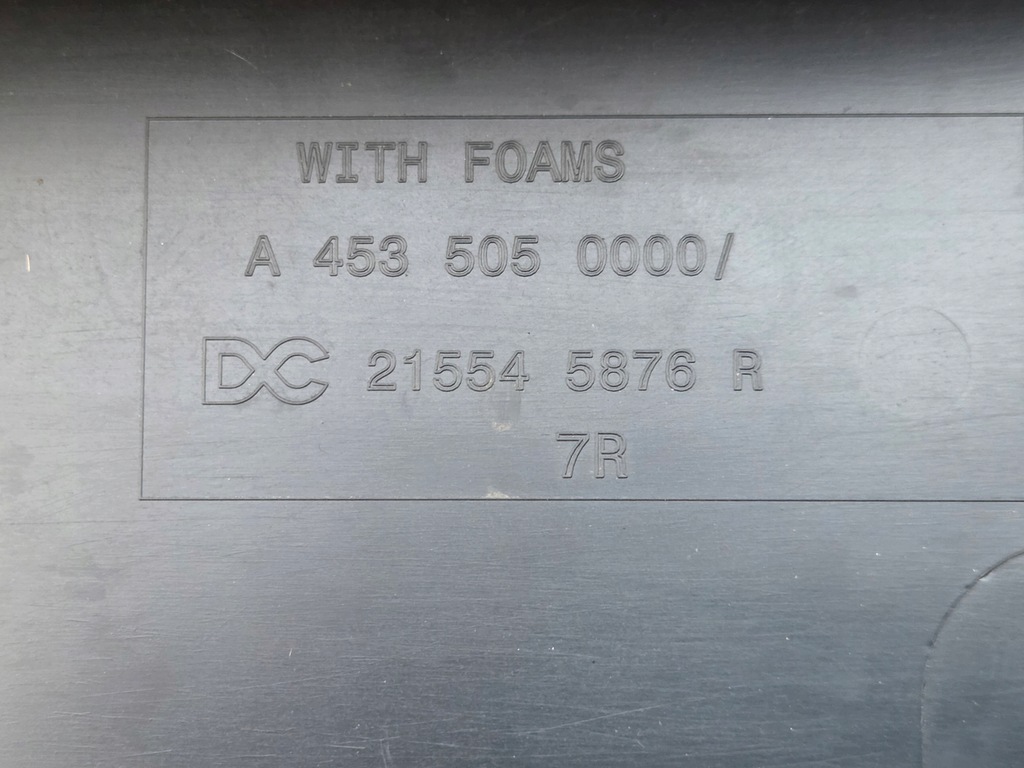 WITH FOAMS
A 453 505 0000/
DC 21554 5876 R
7R